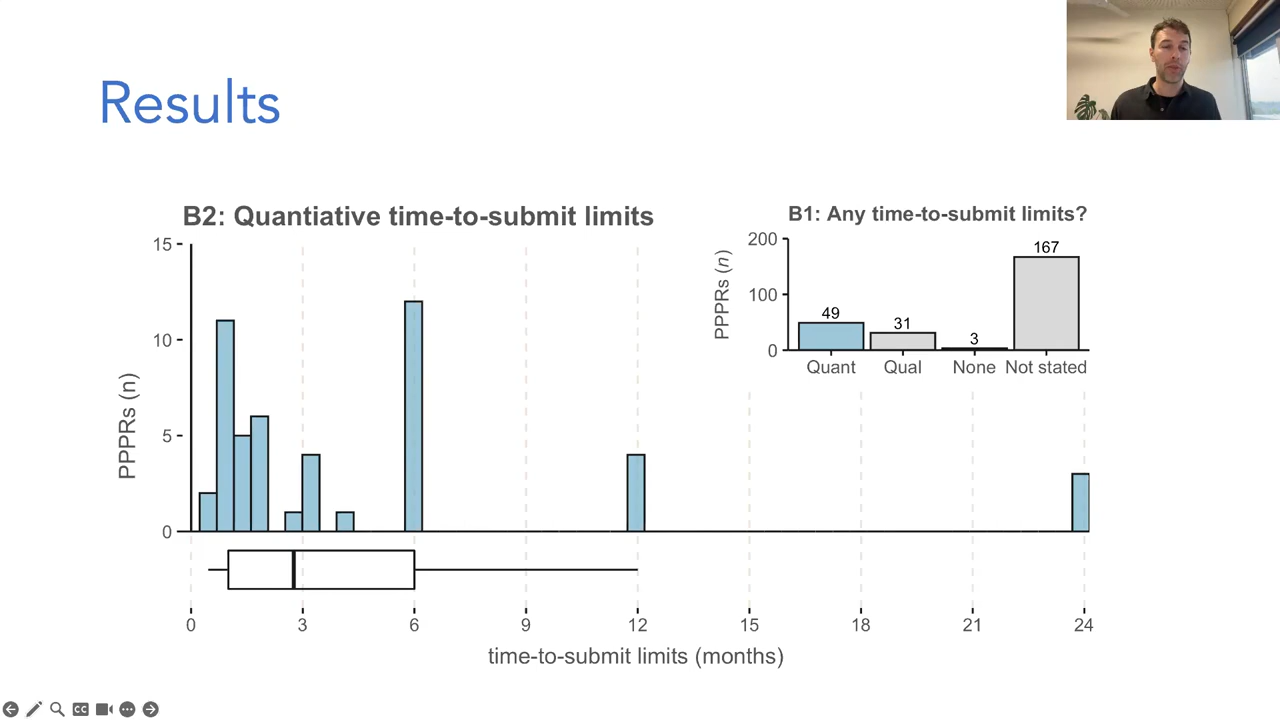 Results
B2: Quantiative time-to-submit limits
15
10
5
0
PPPRs (n)
B1: Any time-to-submit limits?
200
100
0
PPPRs (n)
49
31
3
167
Quant
Qual
None
Not stated
0
3
6
9
12
15
18
21
24
time-to-submit limits (months)
CC